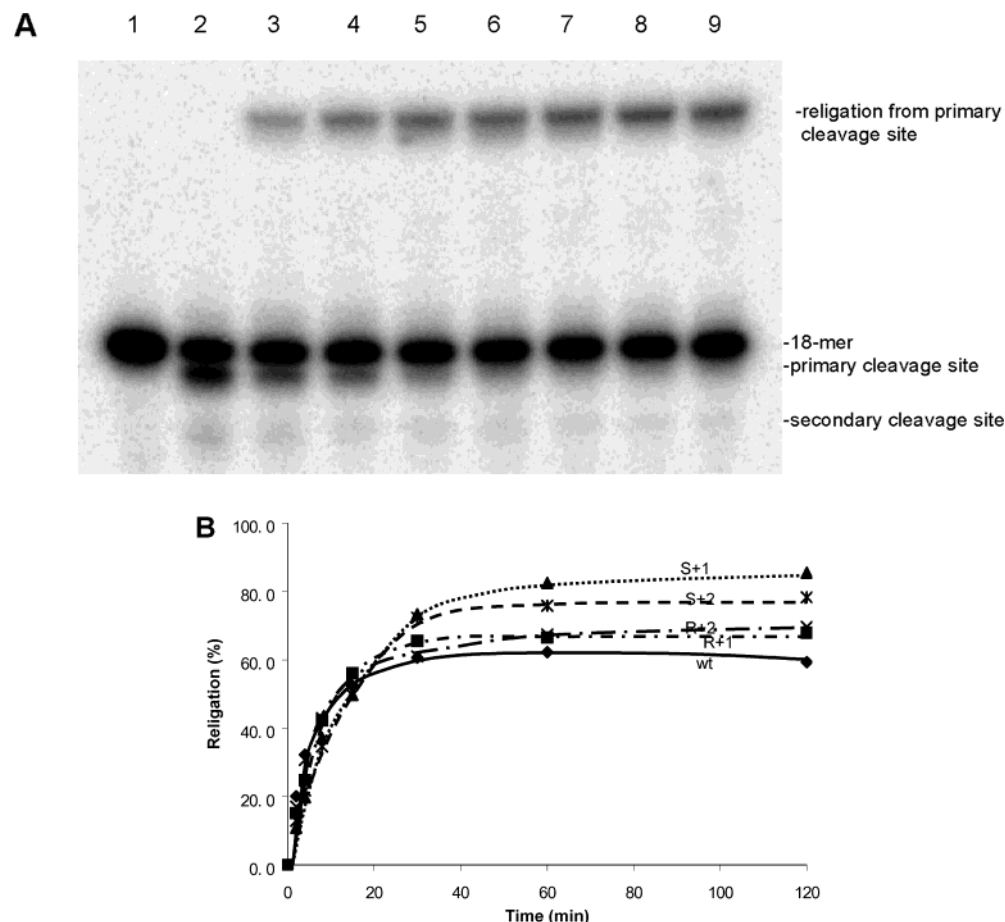 A
1 2 3 4 5 6 7 8 9
-religation from primary
cleavage site
-18-mer
-primary cleavage site
-secondary cleavage site
B
100. 0
80. 0
60. 0
40. 0
20. 0
0. 0
Religation (%)
S+1
S+2
R+2
R+1
wt
0 20 40 60 80 100 120
Time (min)